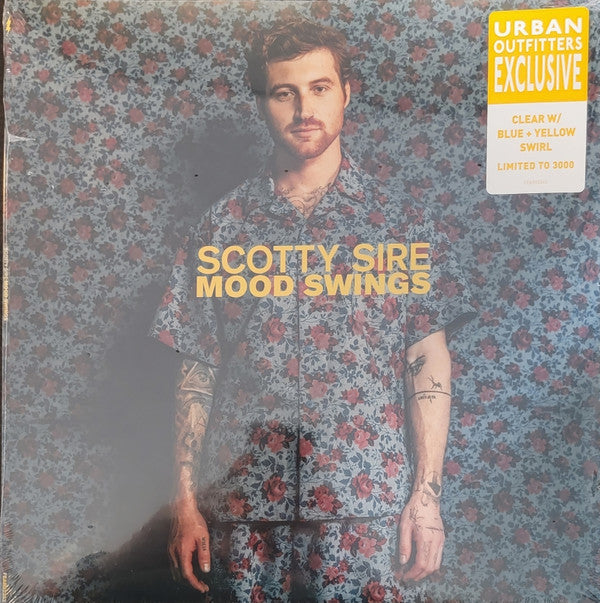 URBAN
OUTFITTERS
EXCLUSIVE
CLEAR W/
BLUE + YELLOW
SWIRL
LIMITED TO 3000
SCOTTY SIRE
MOOD SWINGS